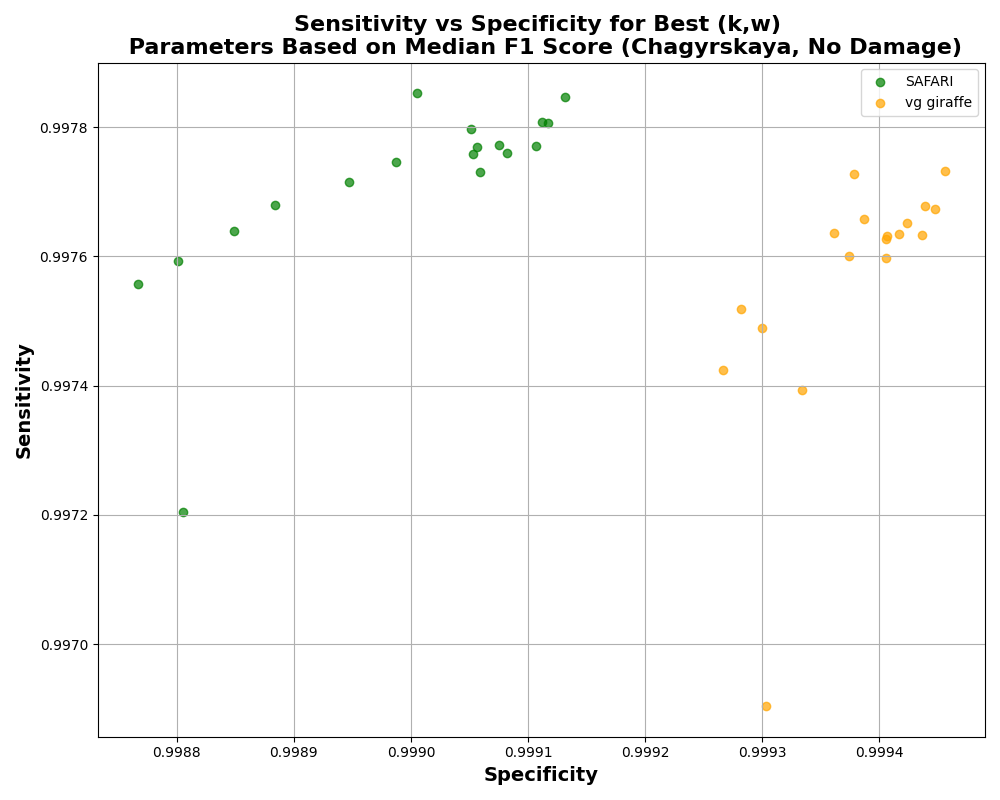 Sensitivity vs Specificity for Best (k,w)
Parameters Based on Median F1 Score (Chagyrskaya, No Damage)
SAFARI
vg giraffe
0.9978
0.9976
0.9974
0.9972
0.9970
Sensitivity
0.9988 0.9989 0.9990 0.9991 0.9992 0.9993 0.9994
Specificity